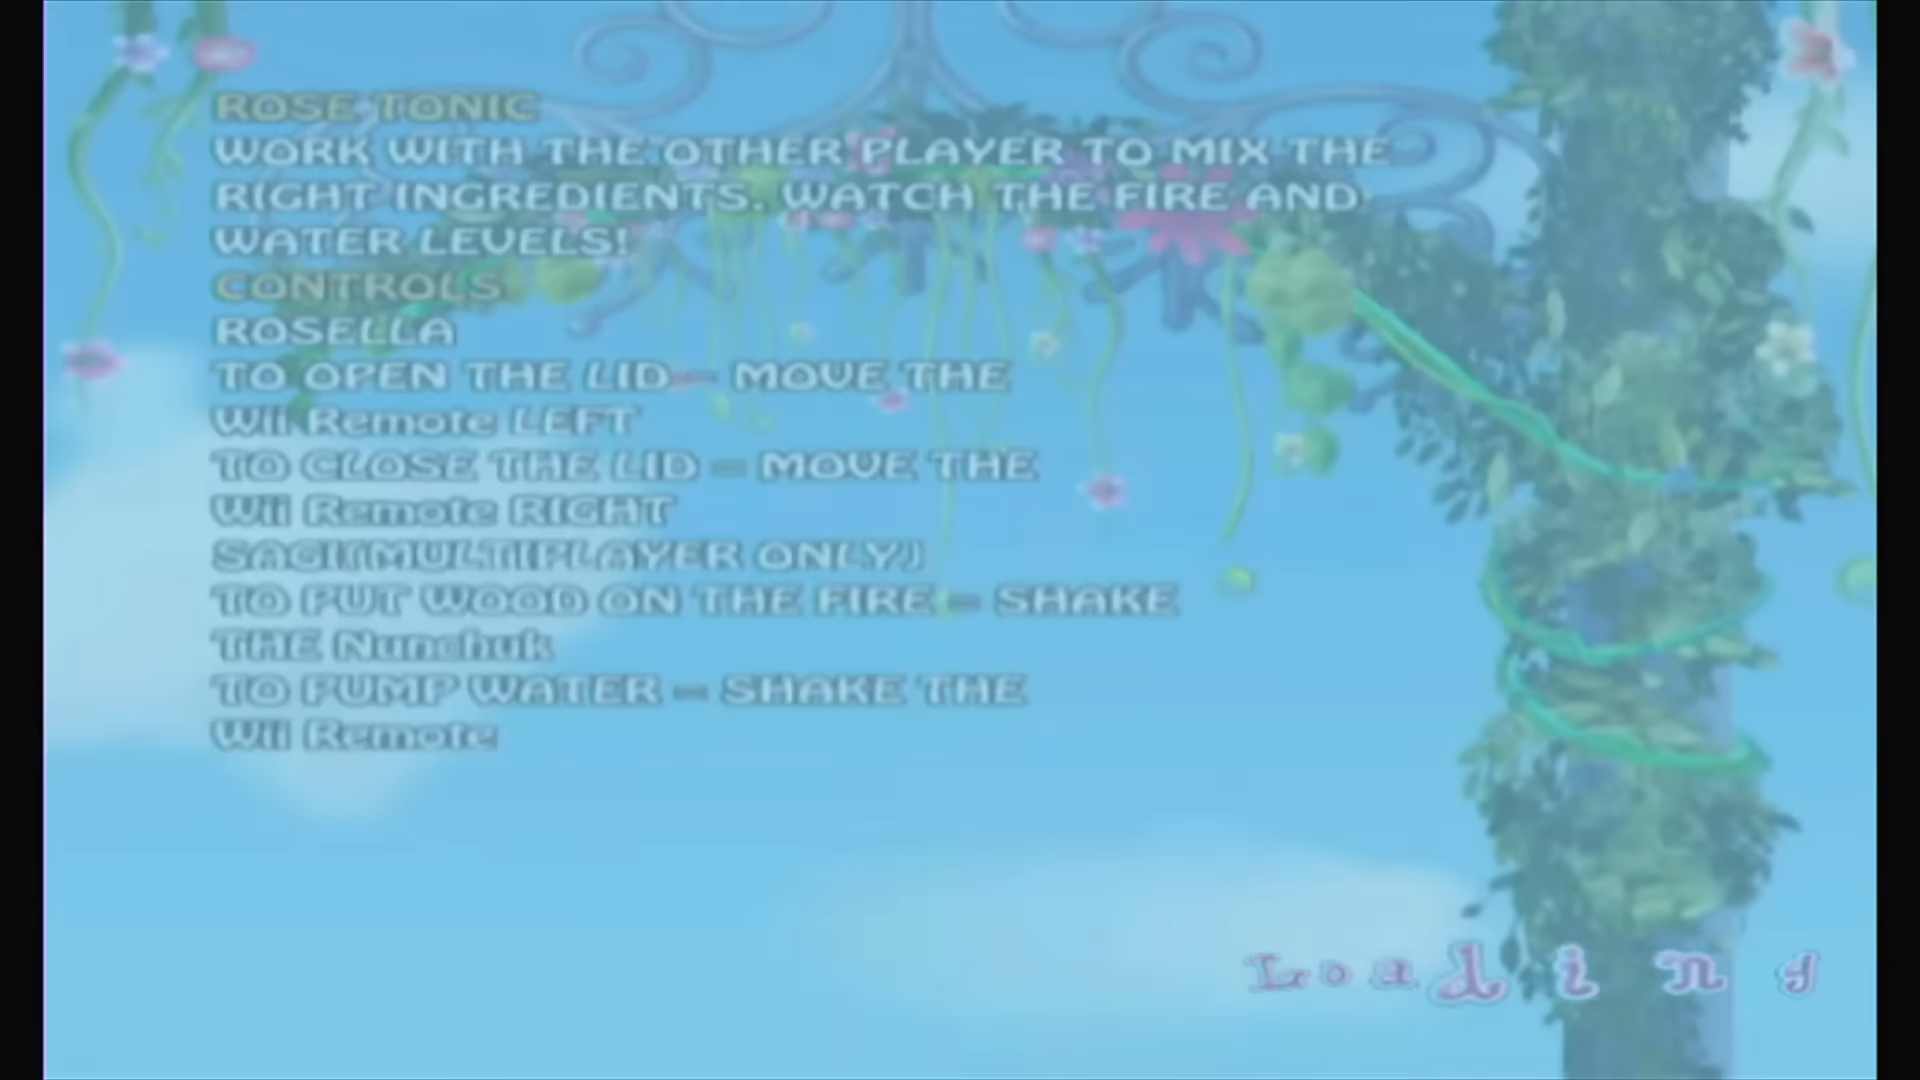 ROSE TONIC
WORK WITH THE OTHER PLAYER TO MIX THE
RIGHT INGREDIENTS. WATCH THE FIRE AND
WATER LEVELS!
CONTROLS
ROSELLA
TO OPEN THE LID - MOVE THE
Wii Remote LEFT
TO CLOSE THE LID - MOVE THE
Wii Remote RIGHT
SAGI(MULTIPLAYER ONLY)
TO PUT WOOD ON THE FIRE - SHAKE
THE Nunchuk
TO PUMP WATER - SHAKE THE
Wii Remote
Loading